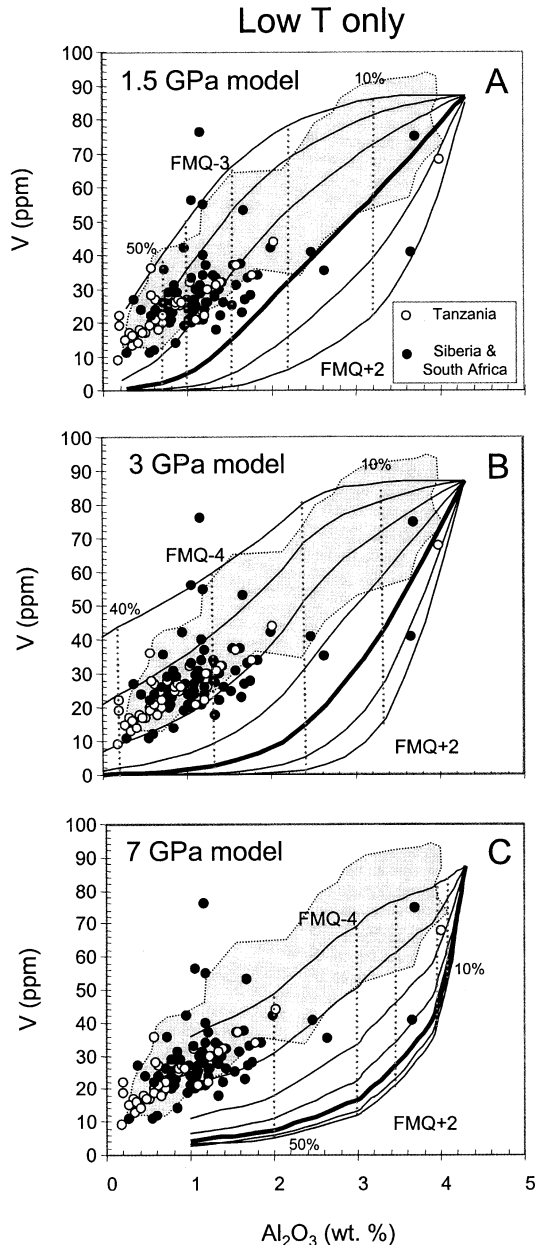 Low T only
100
90
80
70
60
50
40
30
20
10
0
V (ppm)
1.5 GPa model
10%
A
FMQ-3
50%
FMQ+2
Tanzania
Siberia &
South Africa
100
90
80
70
60
50
40
30
20
10
0
V (ppm)
3 GPa model
10%
B
FMQ-4
40%
FMQ+2
100
90
80
70
60
50
40
30
20
10
0
V (ppm)
7 GPa model
C
FMQ-4
10%
FMQ+2
50%
0 1 2 3 4 5
Al₂O₃ (wt. %)